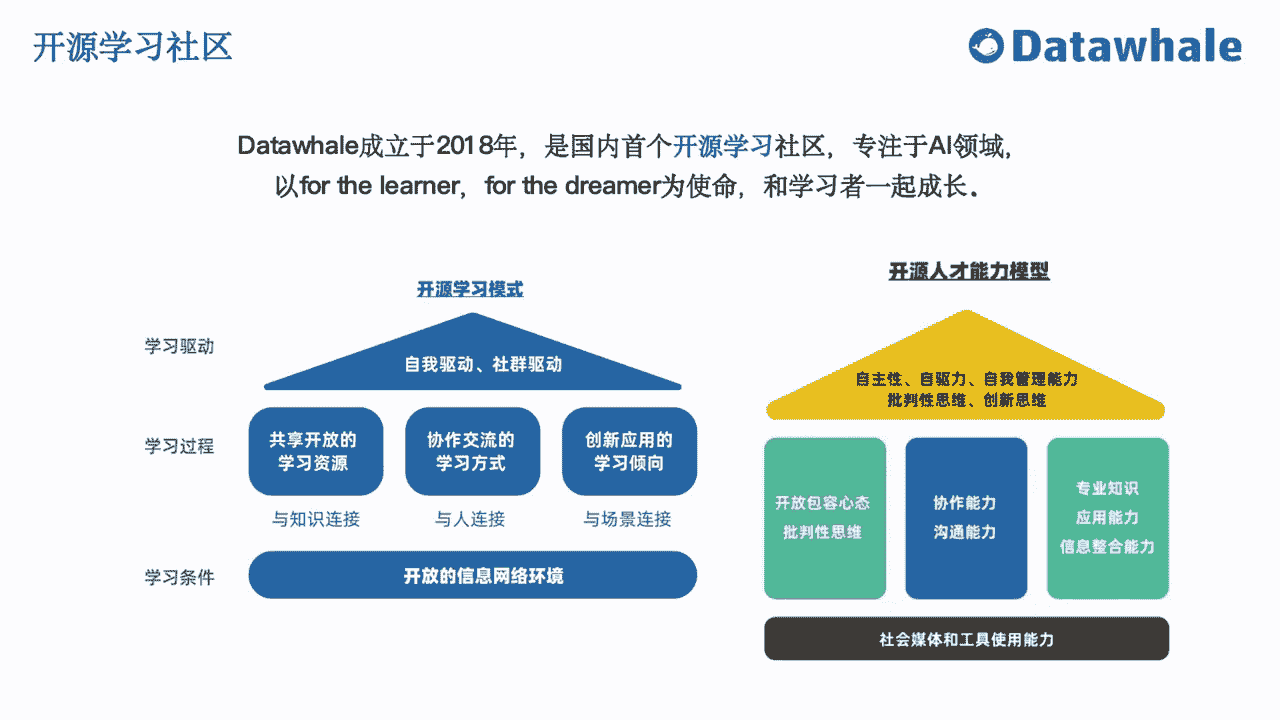 开源学习社区
Datawhale
Datawhale成立于2018年，是国内首个开源学习社区，专注于AI领域，
以for the learner，for the dreamer为使命，和学习者一起成长。
开源学习模式
学习驱动
自我驱动、社群驱动
学习过程
共享开放的
学习资源
协作交流的
学习方式
创新应用的
学习倾向
与知识连接
与人连接
与场景连接
学习条件
开放的信息网络环境
开源人才能力模型
自主性、自驱力、自我管理能力
批判性思维、创新思维
开放包容心态
批判性思维
协作能力
沟通能力
专业知识
应用能力
信息整合能力
社会媒体和工具使用能力